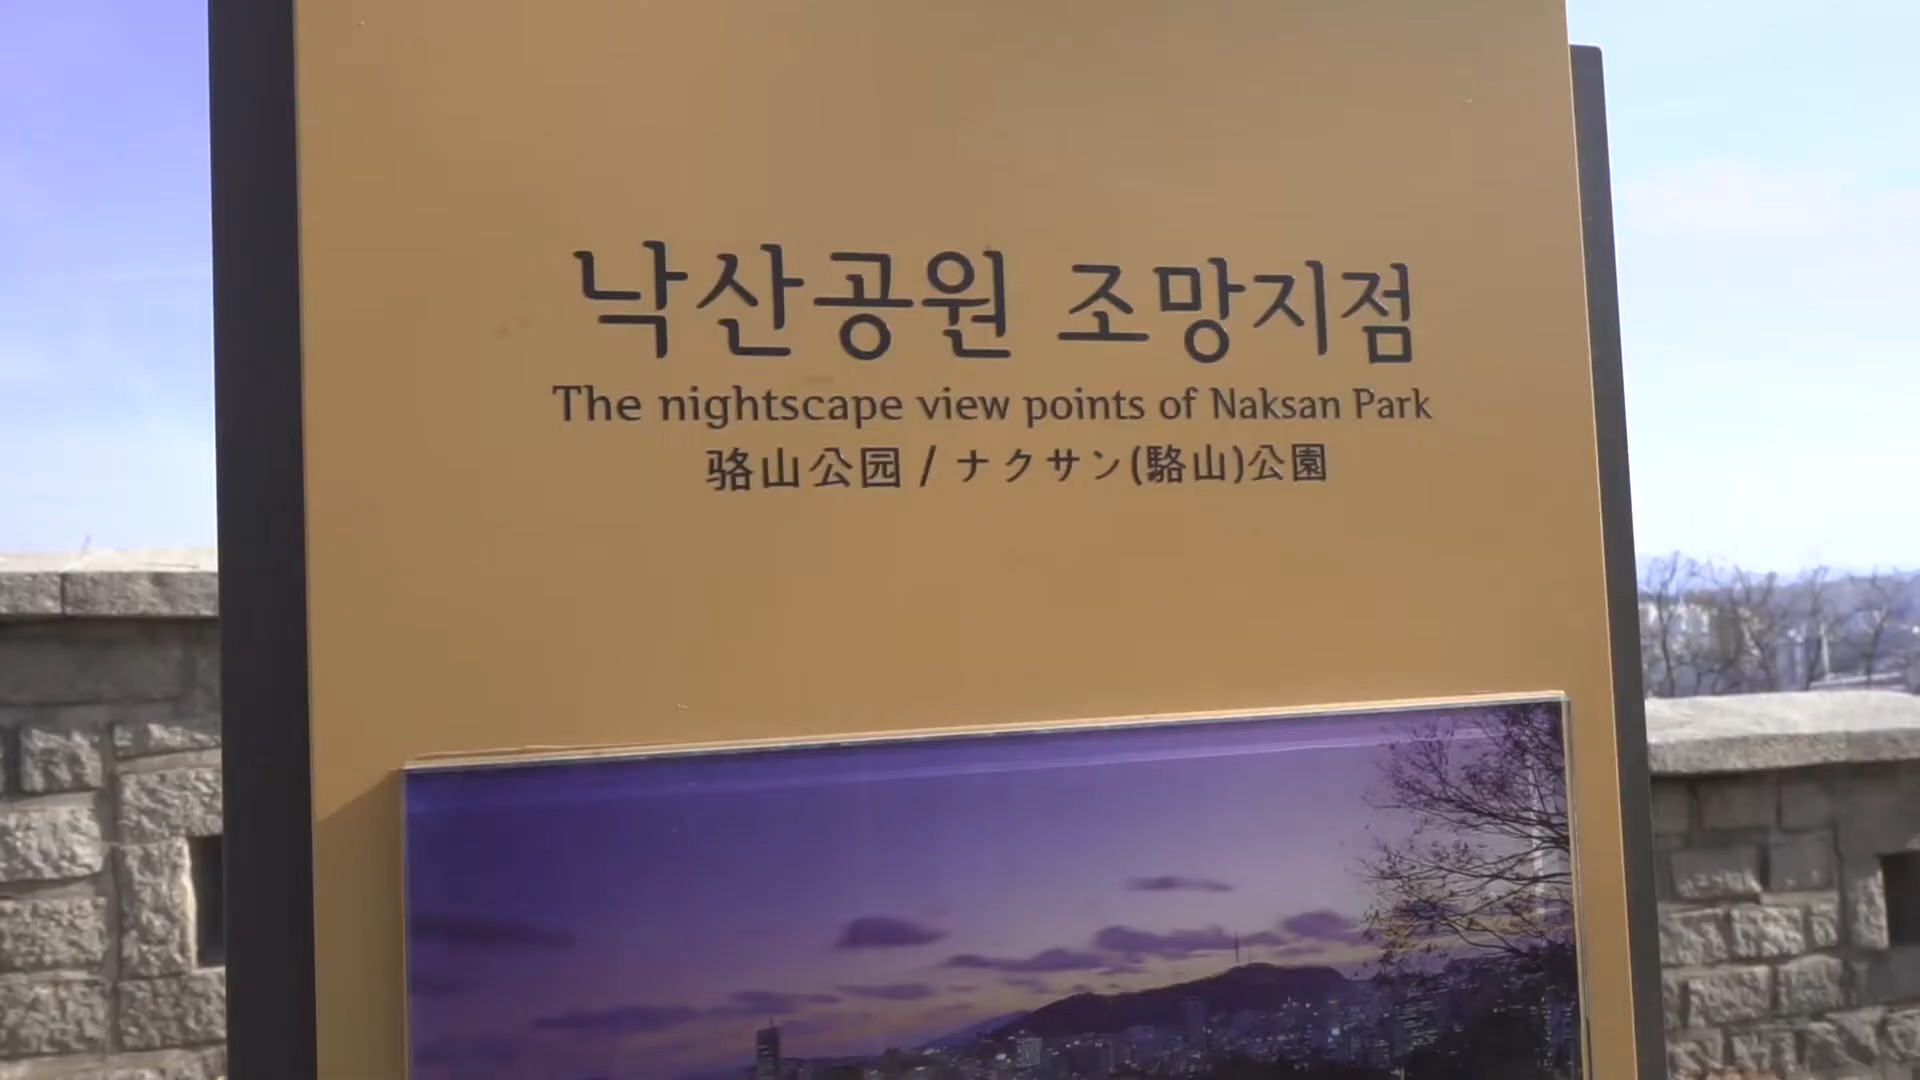 낙산공원 조망지점
The nightscape view points of Naksan Park
骆山公园 / ナクサン(駱山)公園